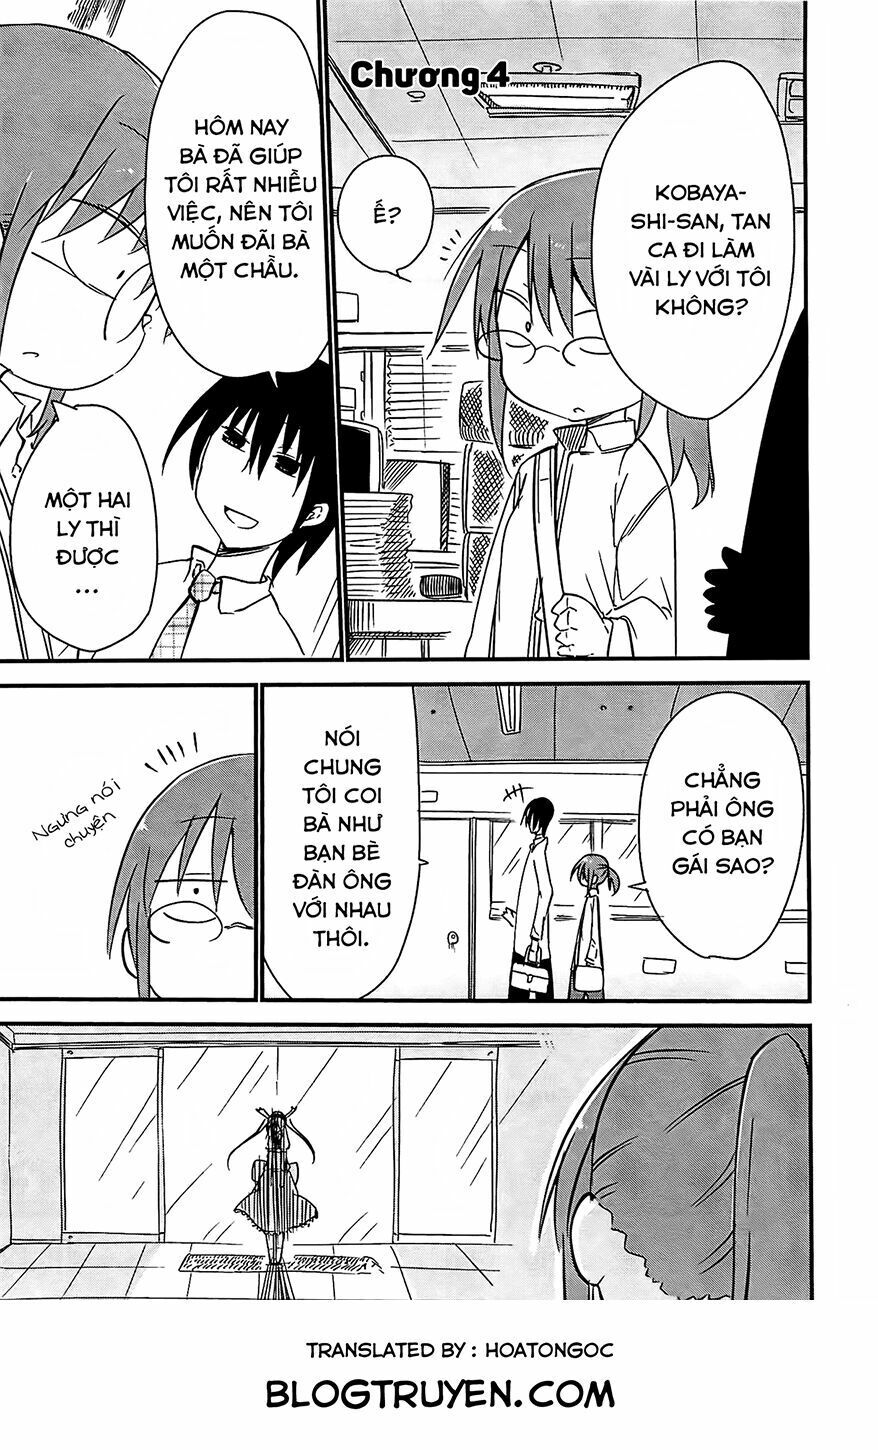 Chương 4
KOBAYA-
SHI-SAN, TAN
CA ĐI LÀM
VÀI LY VỚI TÔI
KHÔNG?
Ế?
HÔM NAY
BÀ ĐÃ GIÚP
TÔI RẤT NHIỀU
VIỆC, NÊN TÔI
MUỐN ĐÃI BÀ
MỘT CHẦU.
MỘT HAI
LY THÌ
ĐƯỢC
...
CHẲNG
PHẢI ÔNG
CÓ BẠN
GÁI SAO?
NÓI
CHUNG
TÔI COI
BÀ NHƯ
BẠN BÈ
ĐÀN ÔNG
VỚI NHAU
THÔI.
Ngưng nói
chuyện
TRANSLATED BY : HOATONGOC
BLOGTRUYEN.COM